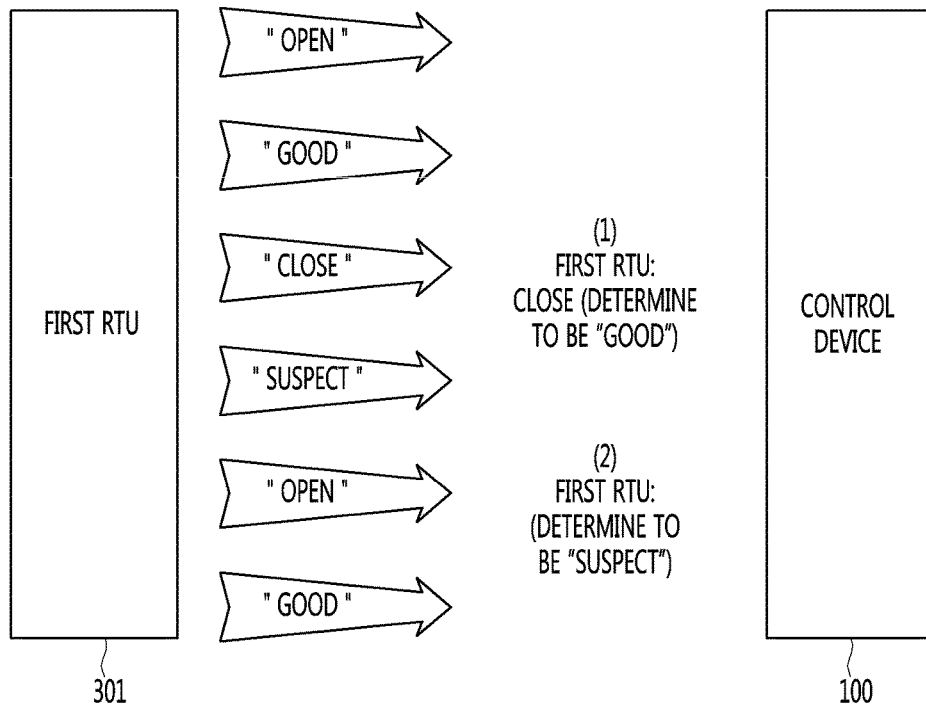 " OPEN "
" GOOD "
" CLOSE "
" SUSPECT "
" OPEN "
" GOOD "
FIRST RTU
(1)
FIRST RTU:
CLOSE (DETERMINE
TO BE "GOOD")
(2)
FIRST RTU:
(DETERMINE TO
BE "SUSPECT")
CONTROL
DEVICE
301
100